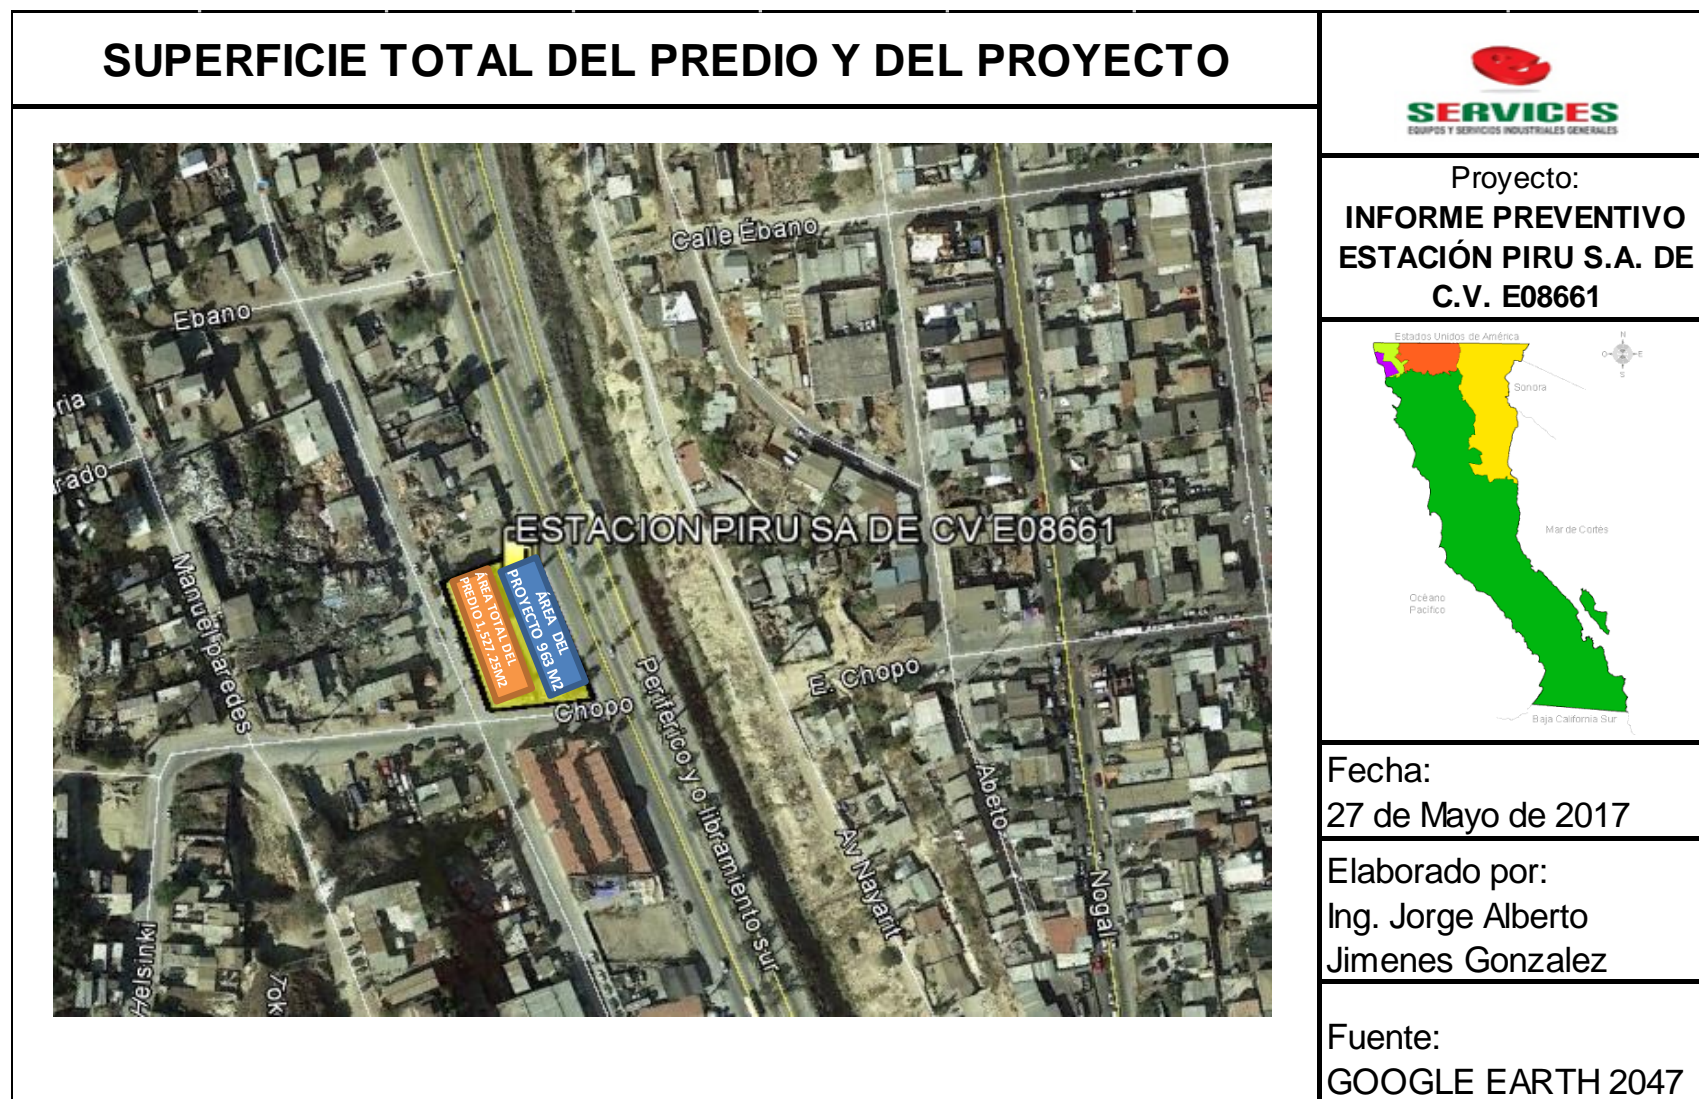 SUPERFICIE TOTAL DEL PREDIO Y DEL PROYECTO
SERVICES
EQUIPOS Y SERVICIOS INDUSTRIALES GENERALES
Proyecto:
INFORME PREVENTIVO
ESTACIÓN PIRU S.A. DE
C.V. E08661
Estados Unidos de América
N
O
E
S
Sonora
Mar de Cortés
Océano
Pacífico
Baja California Sur
Fecha:
27 de Mayo de 2017
Elaborado por:
Ing. Jorge Alberto
Jimenes Gonzalez
Fuente:
GOOGLE EARTH 2047
Calle Ébano
Ebano
oria
rado
ESTACION PIRU SA DE CV E08661
Manuel paredes
ÁREA TOTAL DEL
PREDIO 1,527.25M2
ÁREA DEL
PROYECTO 963 M2
Chopo
E. Chopo
Periferico y o libramiento sur
Av Nayarit
Abeto
Nogal
Helsinki
Tok